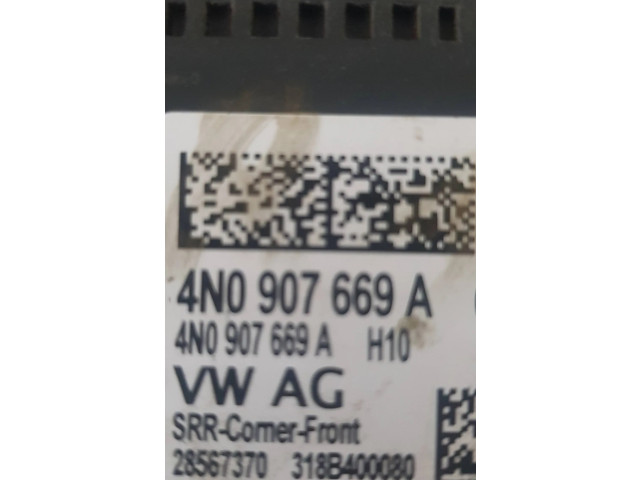 4N0 907 669 A
4N0 907 669 A H10
VW AG
SRR-Corner-Front
28567370 318B400080